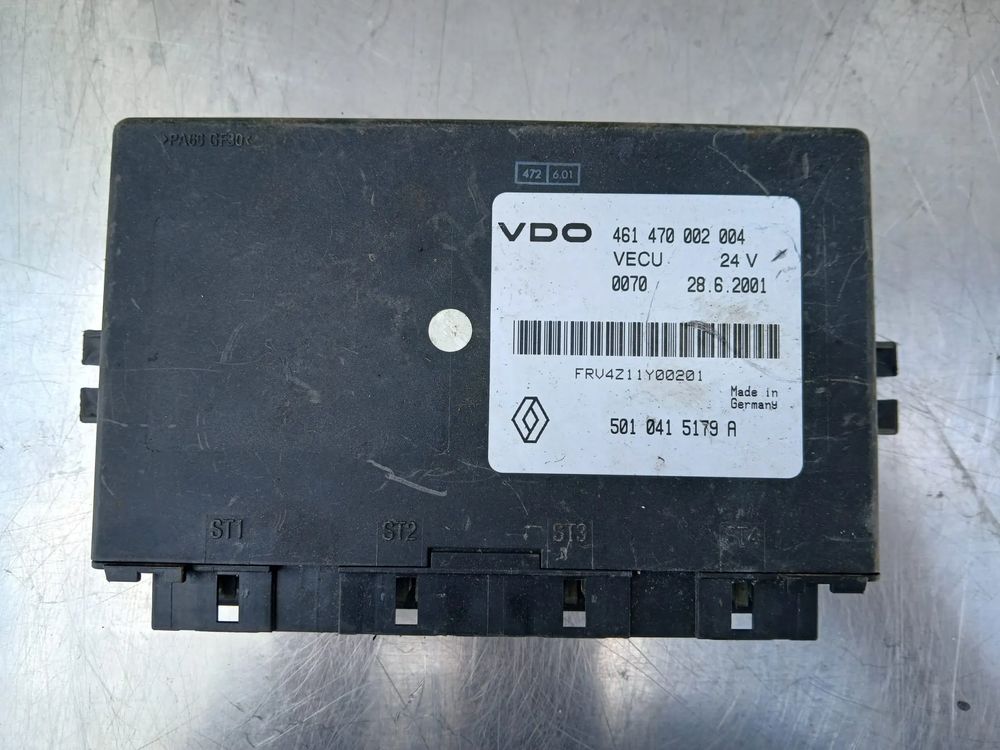 >PA66 GF30<
472 6.01
VDO 461 470 002 004
VECU 24 V
0070 28.6.2001
FRV4Z11Y00201
Made in
Germany
501 041 5179 A
ST1 ST2 ST3 ST4